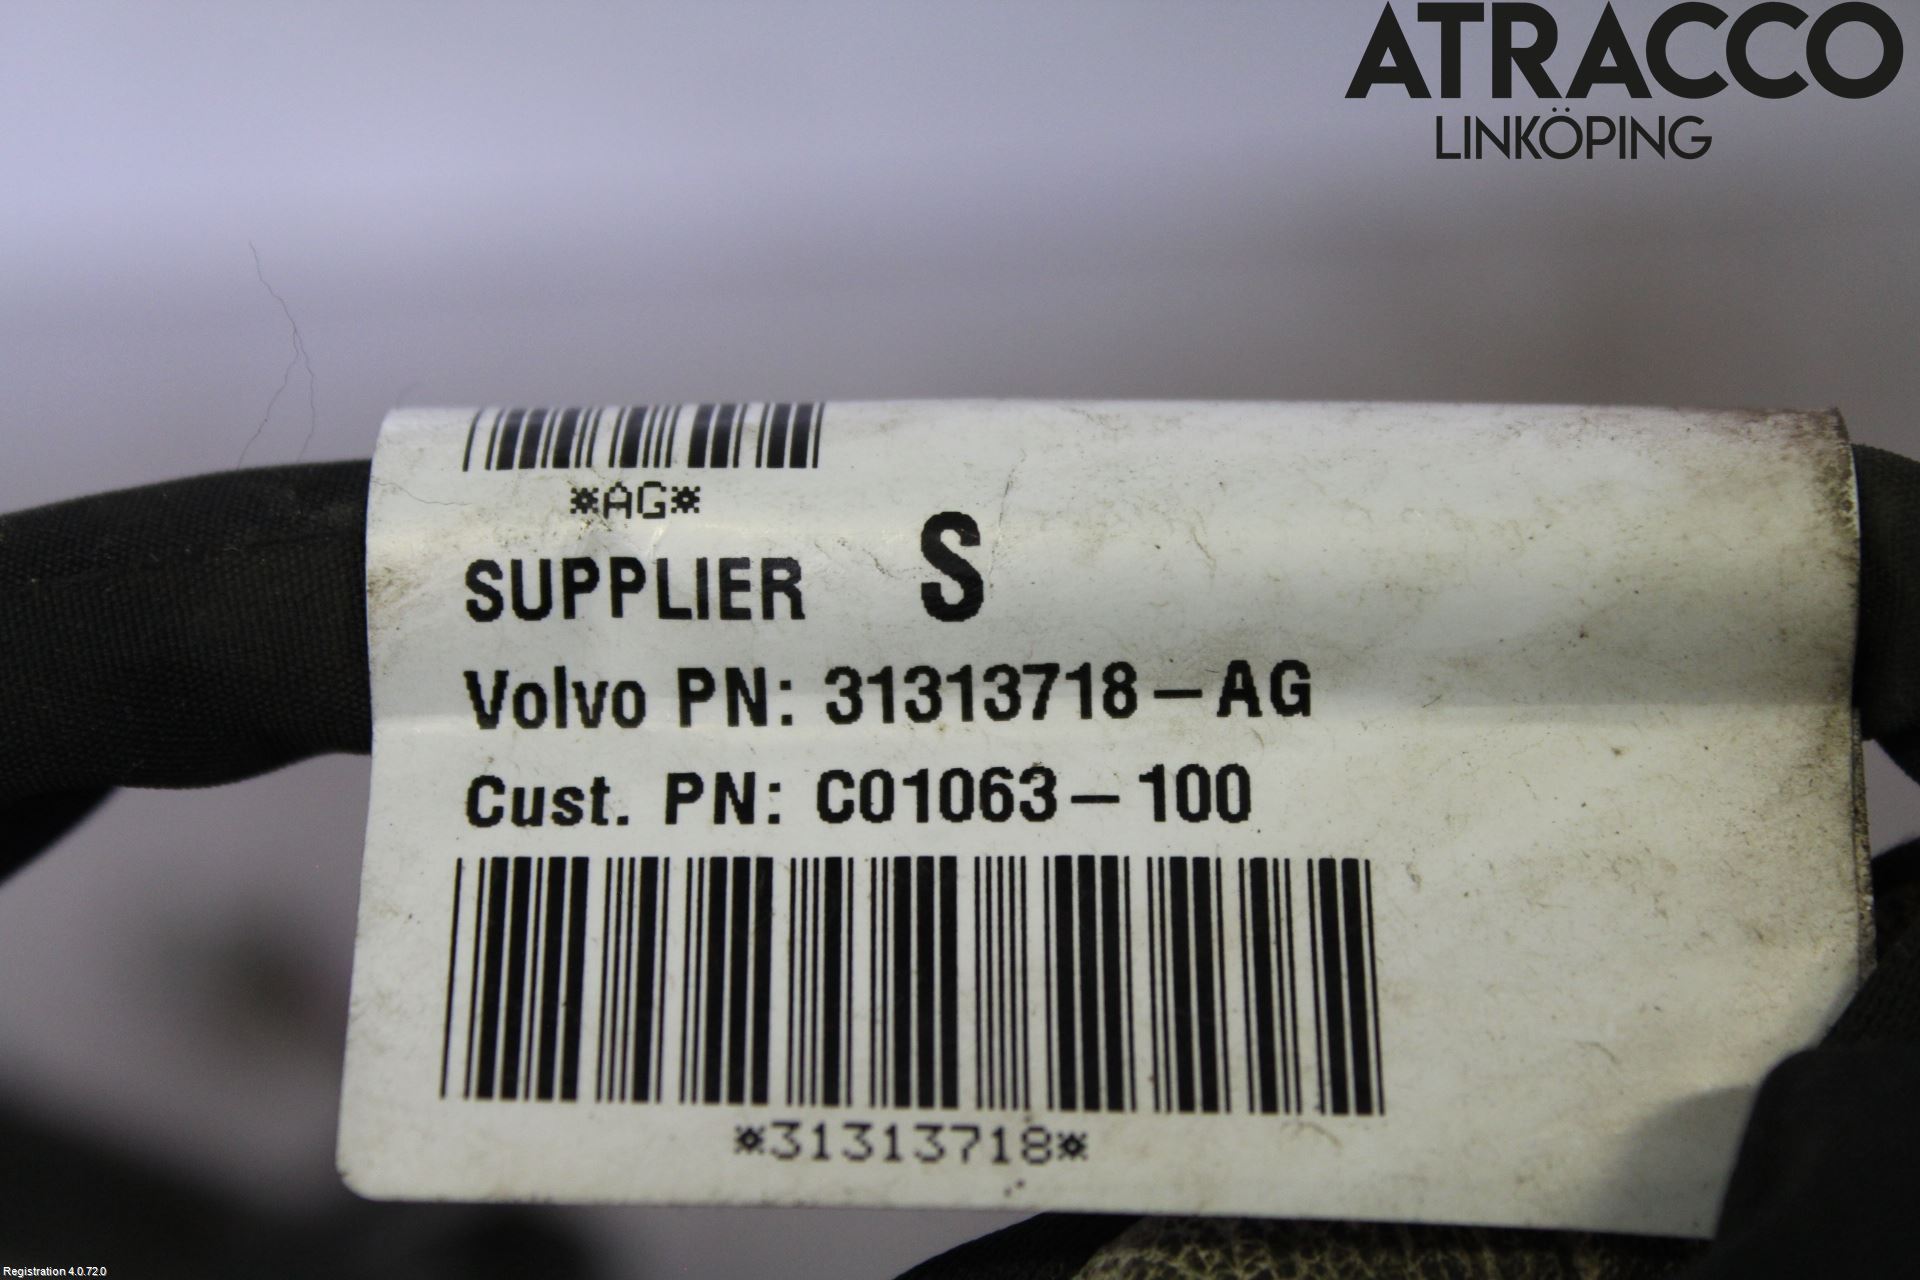 ATRACCO
LINKÖPING
*AG*
SUPPLIER S
Volvo PN: 31313718-AG
Cust. PN: C01063-100
*31313718*
Registration 4.0.72.0